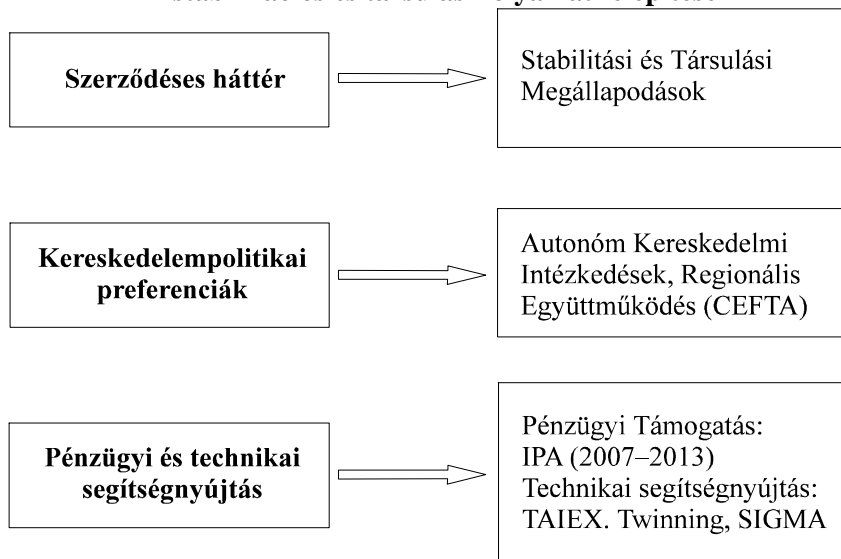 Szerződéses háttér
Stabilitási és Társulási
Megállapodások
Kereskedelempolitikai
preferenciák
Autonóm Kereskedelmi
Intézkedések, Regionális
Együttműködés (CEFTA)
Pénzügyi és technikai
segítségnyújtás
Pénzügyi Támogatás:
IPA (2007–2013)
Technikai segítségnyújtás:
TAIEX. Twinning, SIGMA